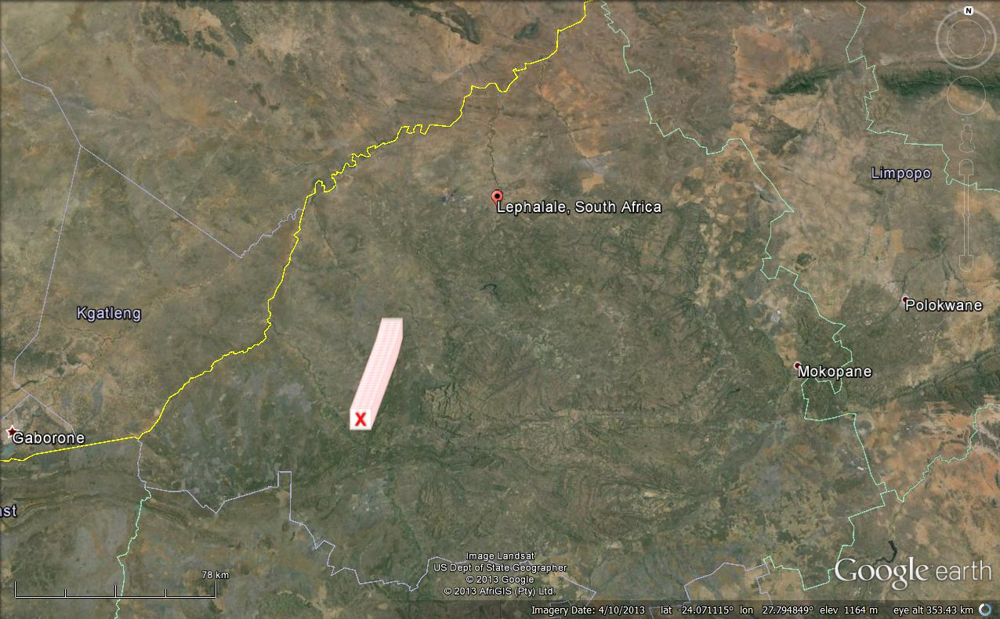 N
Lephalale, South Africa
Limpopo
Kgatleng
Polokwane
Mokopane
X
Gaborone
ast
78 km
Image Landsat
US Dept of State Geographer
© 2013 Google
© 2013 AfriGIS (Pty) Ltd.
Google earth
Imagery Date: 4/10/2013 lat -24.071115° lon 27.794849° elev 1164 m eye alt 353.43 km